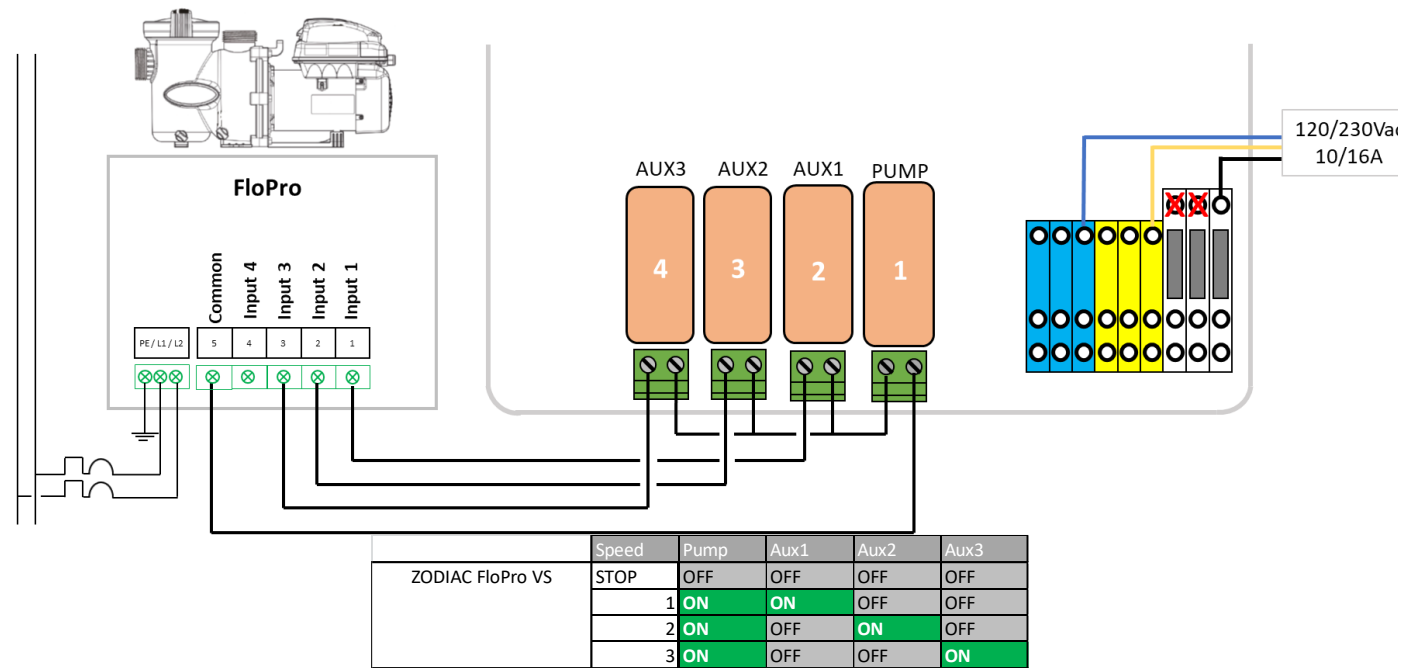 120/230Va
10/16A
AUX3 AUX2 AUX1 PUMP
FloPro
4 3 2 1
Common Input 4 Input 3 Input 2 Input 1
PE/ L1 / L2 5 4 3 2 1
Speed Pump Aux1 Aux2 Aux3
ZODIAC FloPro VS STOP OFF OFF OFF OFF
1 ON ON OFF OFF
2 ON OFF ON OFF
3 ON OFF OFF ON